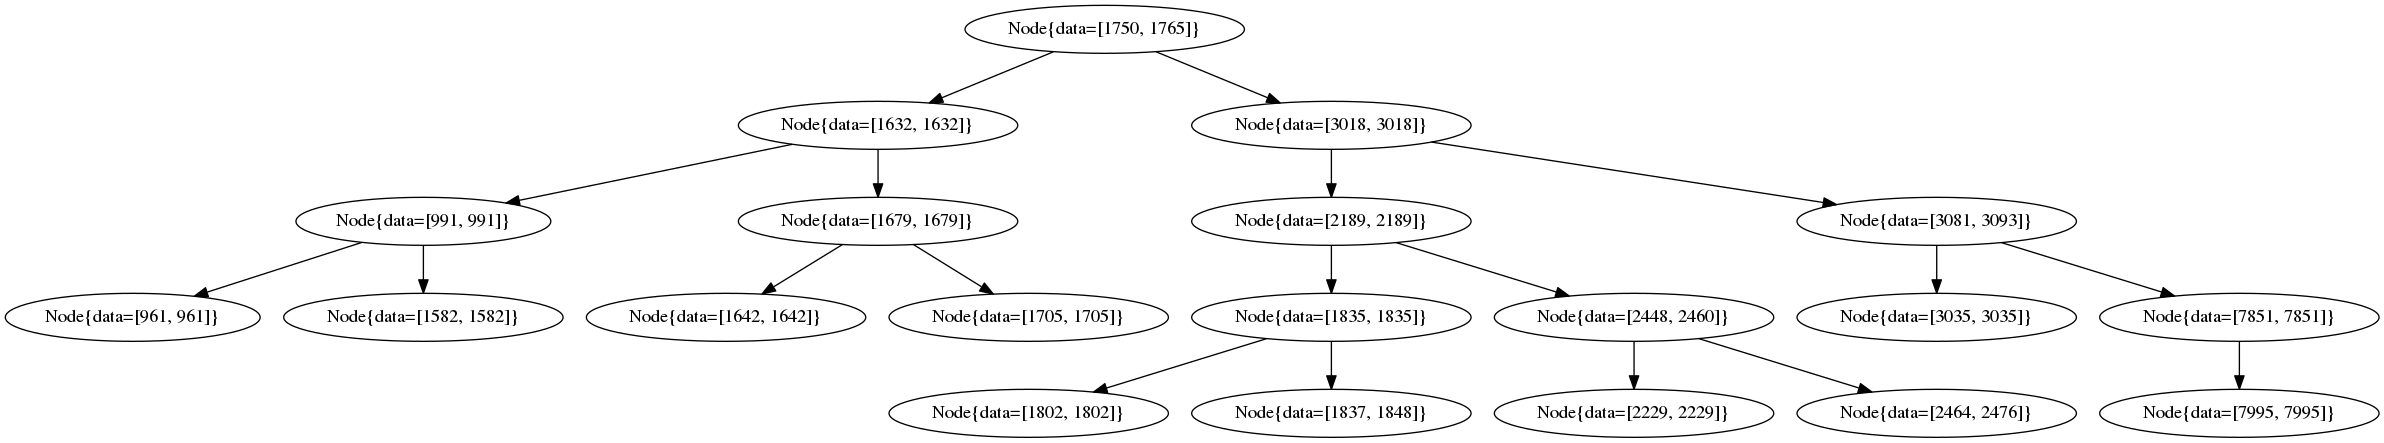 Node{data=[1750, 1765]}
Node{data=[1632, 1632]}
Node{data=[3018, 3018]}
Node{data=[991, 991]}
Node{data=[1679, 1679]}
Node{data=[2189, 2189]}
Node{data=[3081, 3093]}
Node{data=[961, 961]}
Node{data=[1582, 1582]}
Node{data=[1642, 1642]}
Node{data=[1705, 1705]}
Node{data=[1835, 1835]}
Node{data=[2448, 2460]}
Node{data=[3035, 3035]}
Node{data=[7851, 7851]}
Node{data=[1802, 1802]}
Node{data=[1837, 1848]}
Node{data=[2229, 2229]}
Node{data=[2464, 2476]}
Node{data=[7995, 7995]}